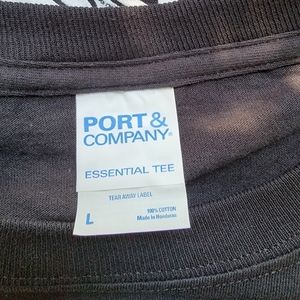 PORT &
COMPANY®
ESSENTIAL TEE
TEAR AWAY LABEL
L
100% COTTON
Made In Honduras